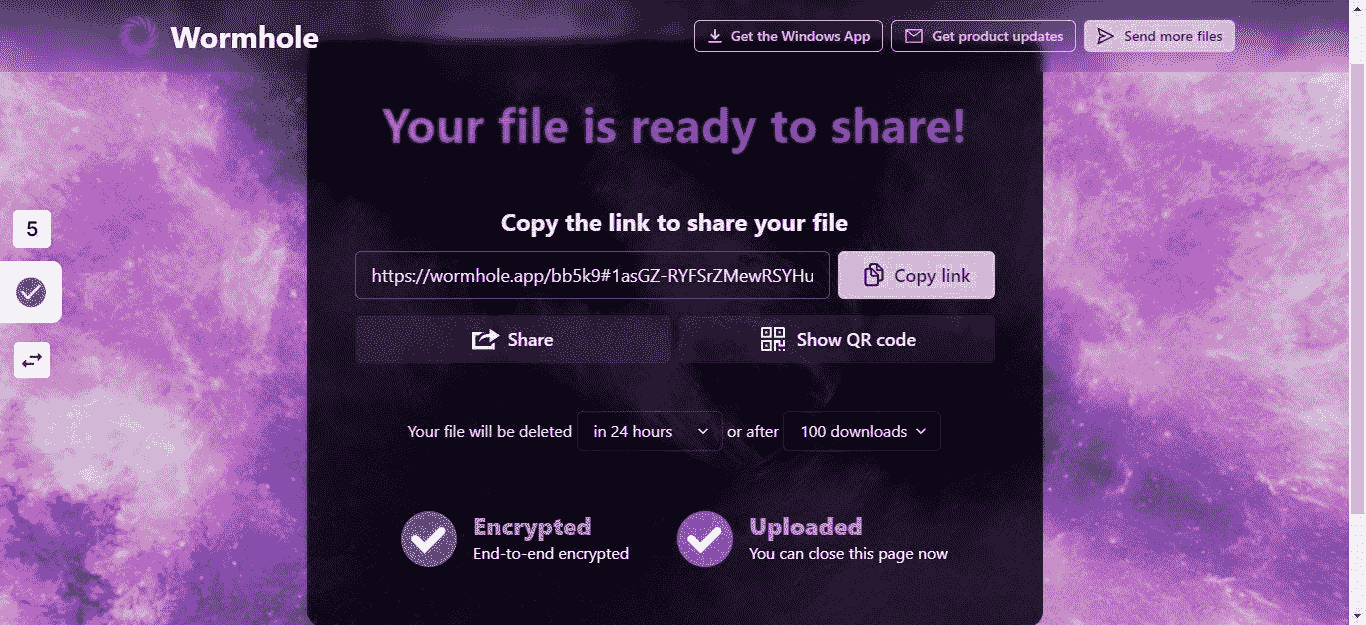 Wormhole
Get the Windows App
Get product updates
Send more files
Your file is ready to share!
5
Copy the link to share your file
https://wormhole.app/bb5k9#1asGZ-RYFSrZMewRSYHu
Copy link
Share
Show QR code
Your file will be deleted in 24 hours or after 100 downloads
Encrypted
End-to-end encrypted
Uploaded
You can close this page now